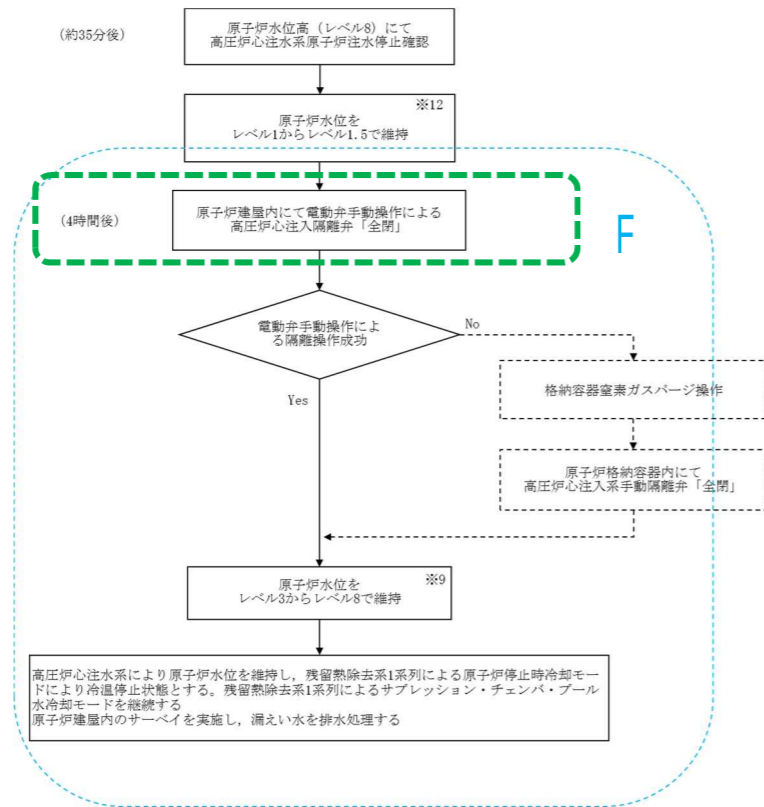 (約35分後)
原子炉水位高（レベル8）にて
高圧炉心注水系原子炉注水停止確認
※12
原子炉水位を
レベル1からレベル1.5で維持
(4時間後)
原子炉建屋内にて電動弁手動操作による
高圧炉心注入隔離弁「全閉」
F
電動弁手動操作によ
る隔離操作成功
No
Yes
格納容器窒素ガスパージ操作
原子炉格納容器内にて
高圧炉心注入系手動隔離弁「全閉」
※9
原子炉水位を
レベル3からレベル8で維持
高圧炉心注水系により原子炉水位を維持し，残留熱除去系1系列による原子炉停止時冷却モー
ドにより冷温停止状態とする。残留熱除去系1系列によるサプレッション・チェンバ・プール
水冷却モードを継続する
原子炉建屋内のサーベイを実施し，漏えい水を排水処理する